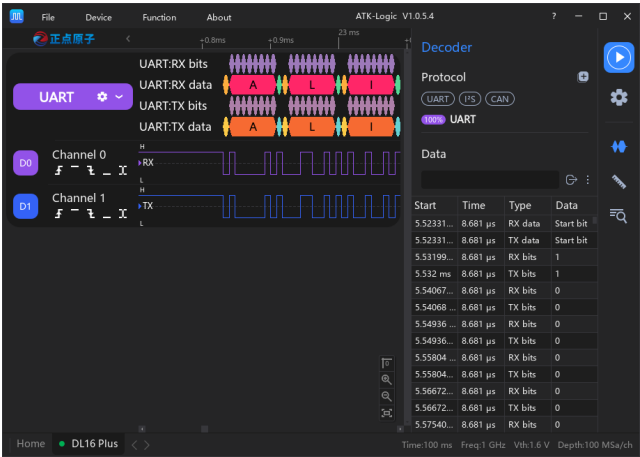 File Device Function About ATK-Logic V1.0.5.4 ?
正点原子
+0.8ms +0.9ms 23 ms
UART
UART:RX bits
UART:RX data A L I
UART:TX bits
UART:TX data A L I
D0 Channel 0
H
RX
L
D1 Channel 1
H
TX
L
Decoder
Protocol
UART I²S CAN
100% UART
Data
Start Time Type Data
5.52331... 8.681 µs RX data Start bit
5.52331... 8.681 µs TX data Start bit
5.53199... 8.681 µs RX bits 1
5.532 ms 8.681 µs TX bits 1
5.54067... 8.681 µs RX bits 0
5.54068 ... 8.681 µs TX bits 0
5.54936 ... 8.681 µs RX bits 0
5.54936... 8.681 µs TX bits 0
5.55804 ... 8.681 µs RX bits 0
5.55804... 8.681 µs TX bits 0
5.56672... 8.681 µs RX bits 0
5.56672... 8.681 µs TX bits 0
5.57540... 8.681 µs RX bits 0
Home DL16 Plus
Time:100 ms Freq:1 GHz Vth:1.6 V Depth:100 MSa/ch